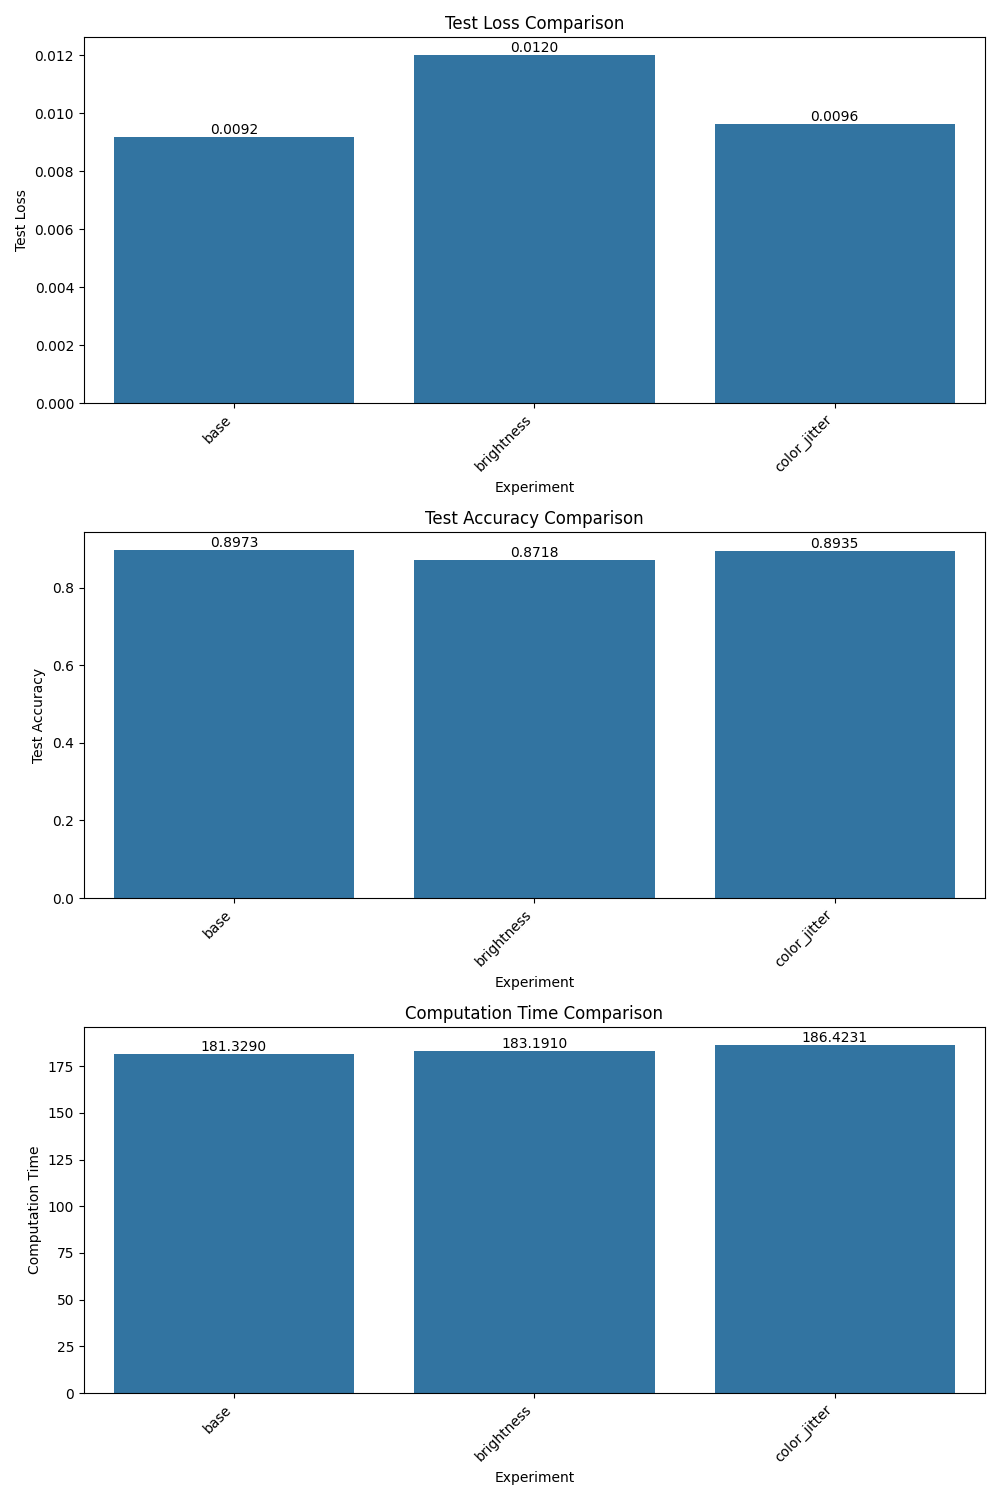 Test Loss Comparison
0.0092
0.0120
0.0096
0.012
0.010
0.008
0.006
0.004
0.002
0.000
Test Loss
base
brightness
color_jitter
Experiment
Test Accuracy Comparison
0.8973
0.8718
0.8935
0.8
0.6
0.4
0.2
0.0
Test Accuracy
base
brightness
color_jitter
Experiment
Computation Time Comparison
181.3290
183.1910
186.4231
175
150
125
100
75
50
25
0
Computation Time
base
brightness
color_jitter
Experiment